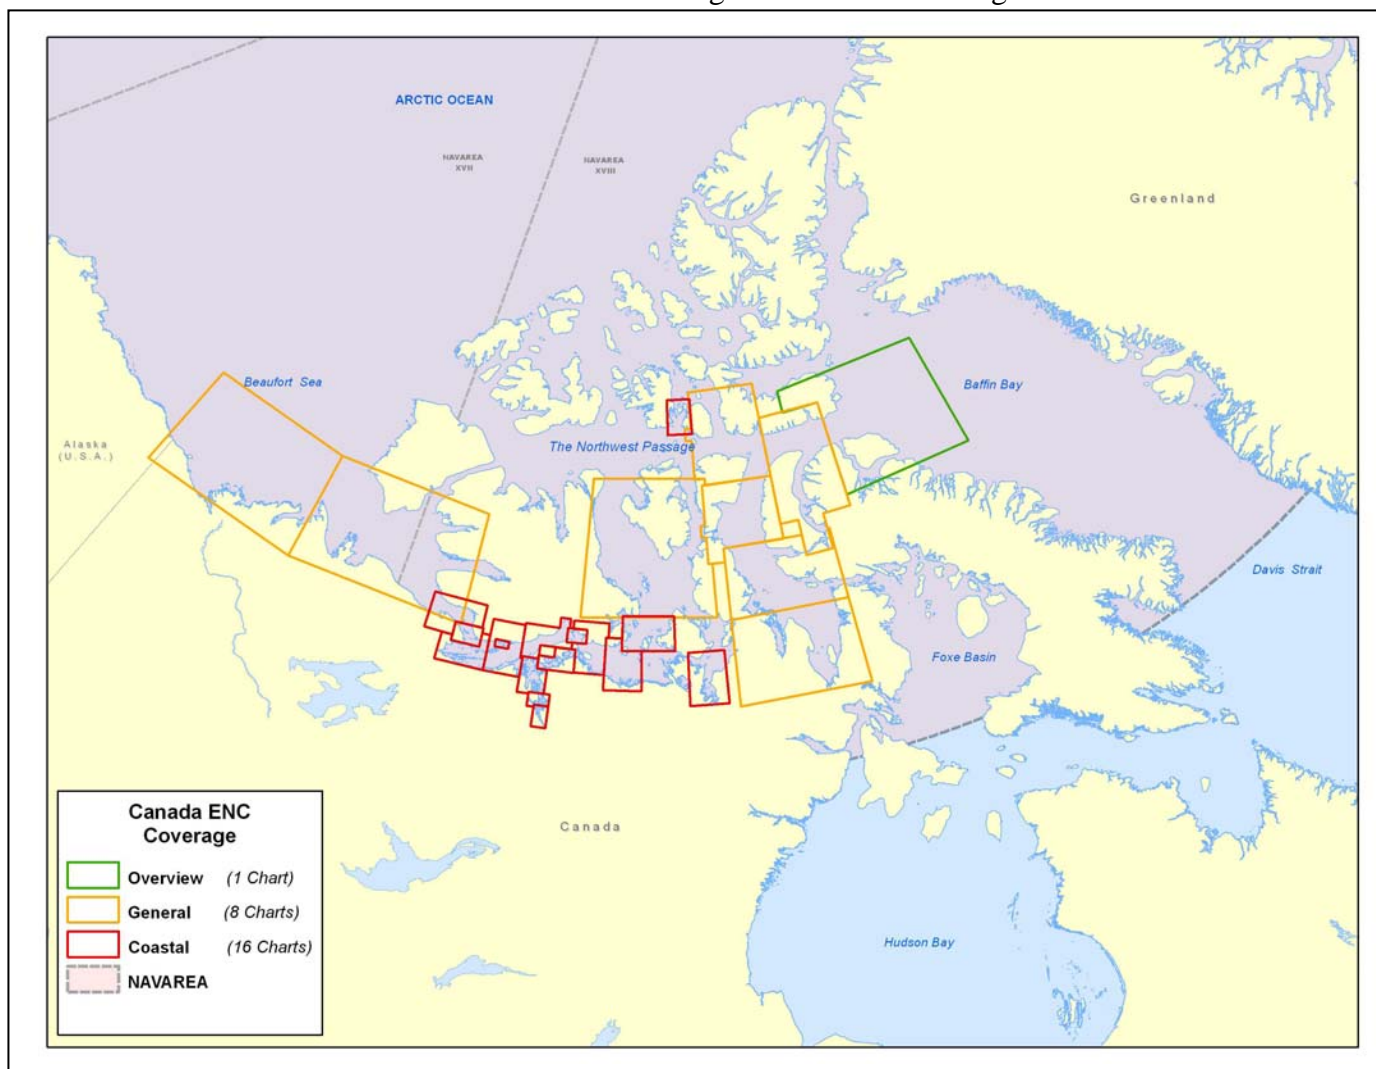 ARCTIC OCEAN
NAVAREA
XVII
NAVAREA
XVIII
Greenland
Beaufort Sea
Baffin Bay
Alaska
(U.S.A.)
The Northwest Passage
Davis Strait
Foxe Basin
Canada
Hudson Bay
Canada ENC
Coverage
Overview (1 Chart)
General (8 Charts)
Coastal (16 Charts)
NAVAREA